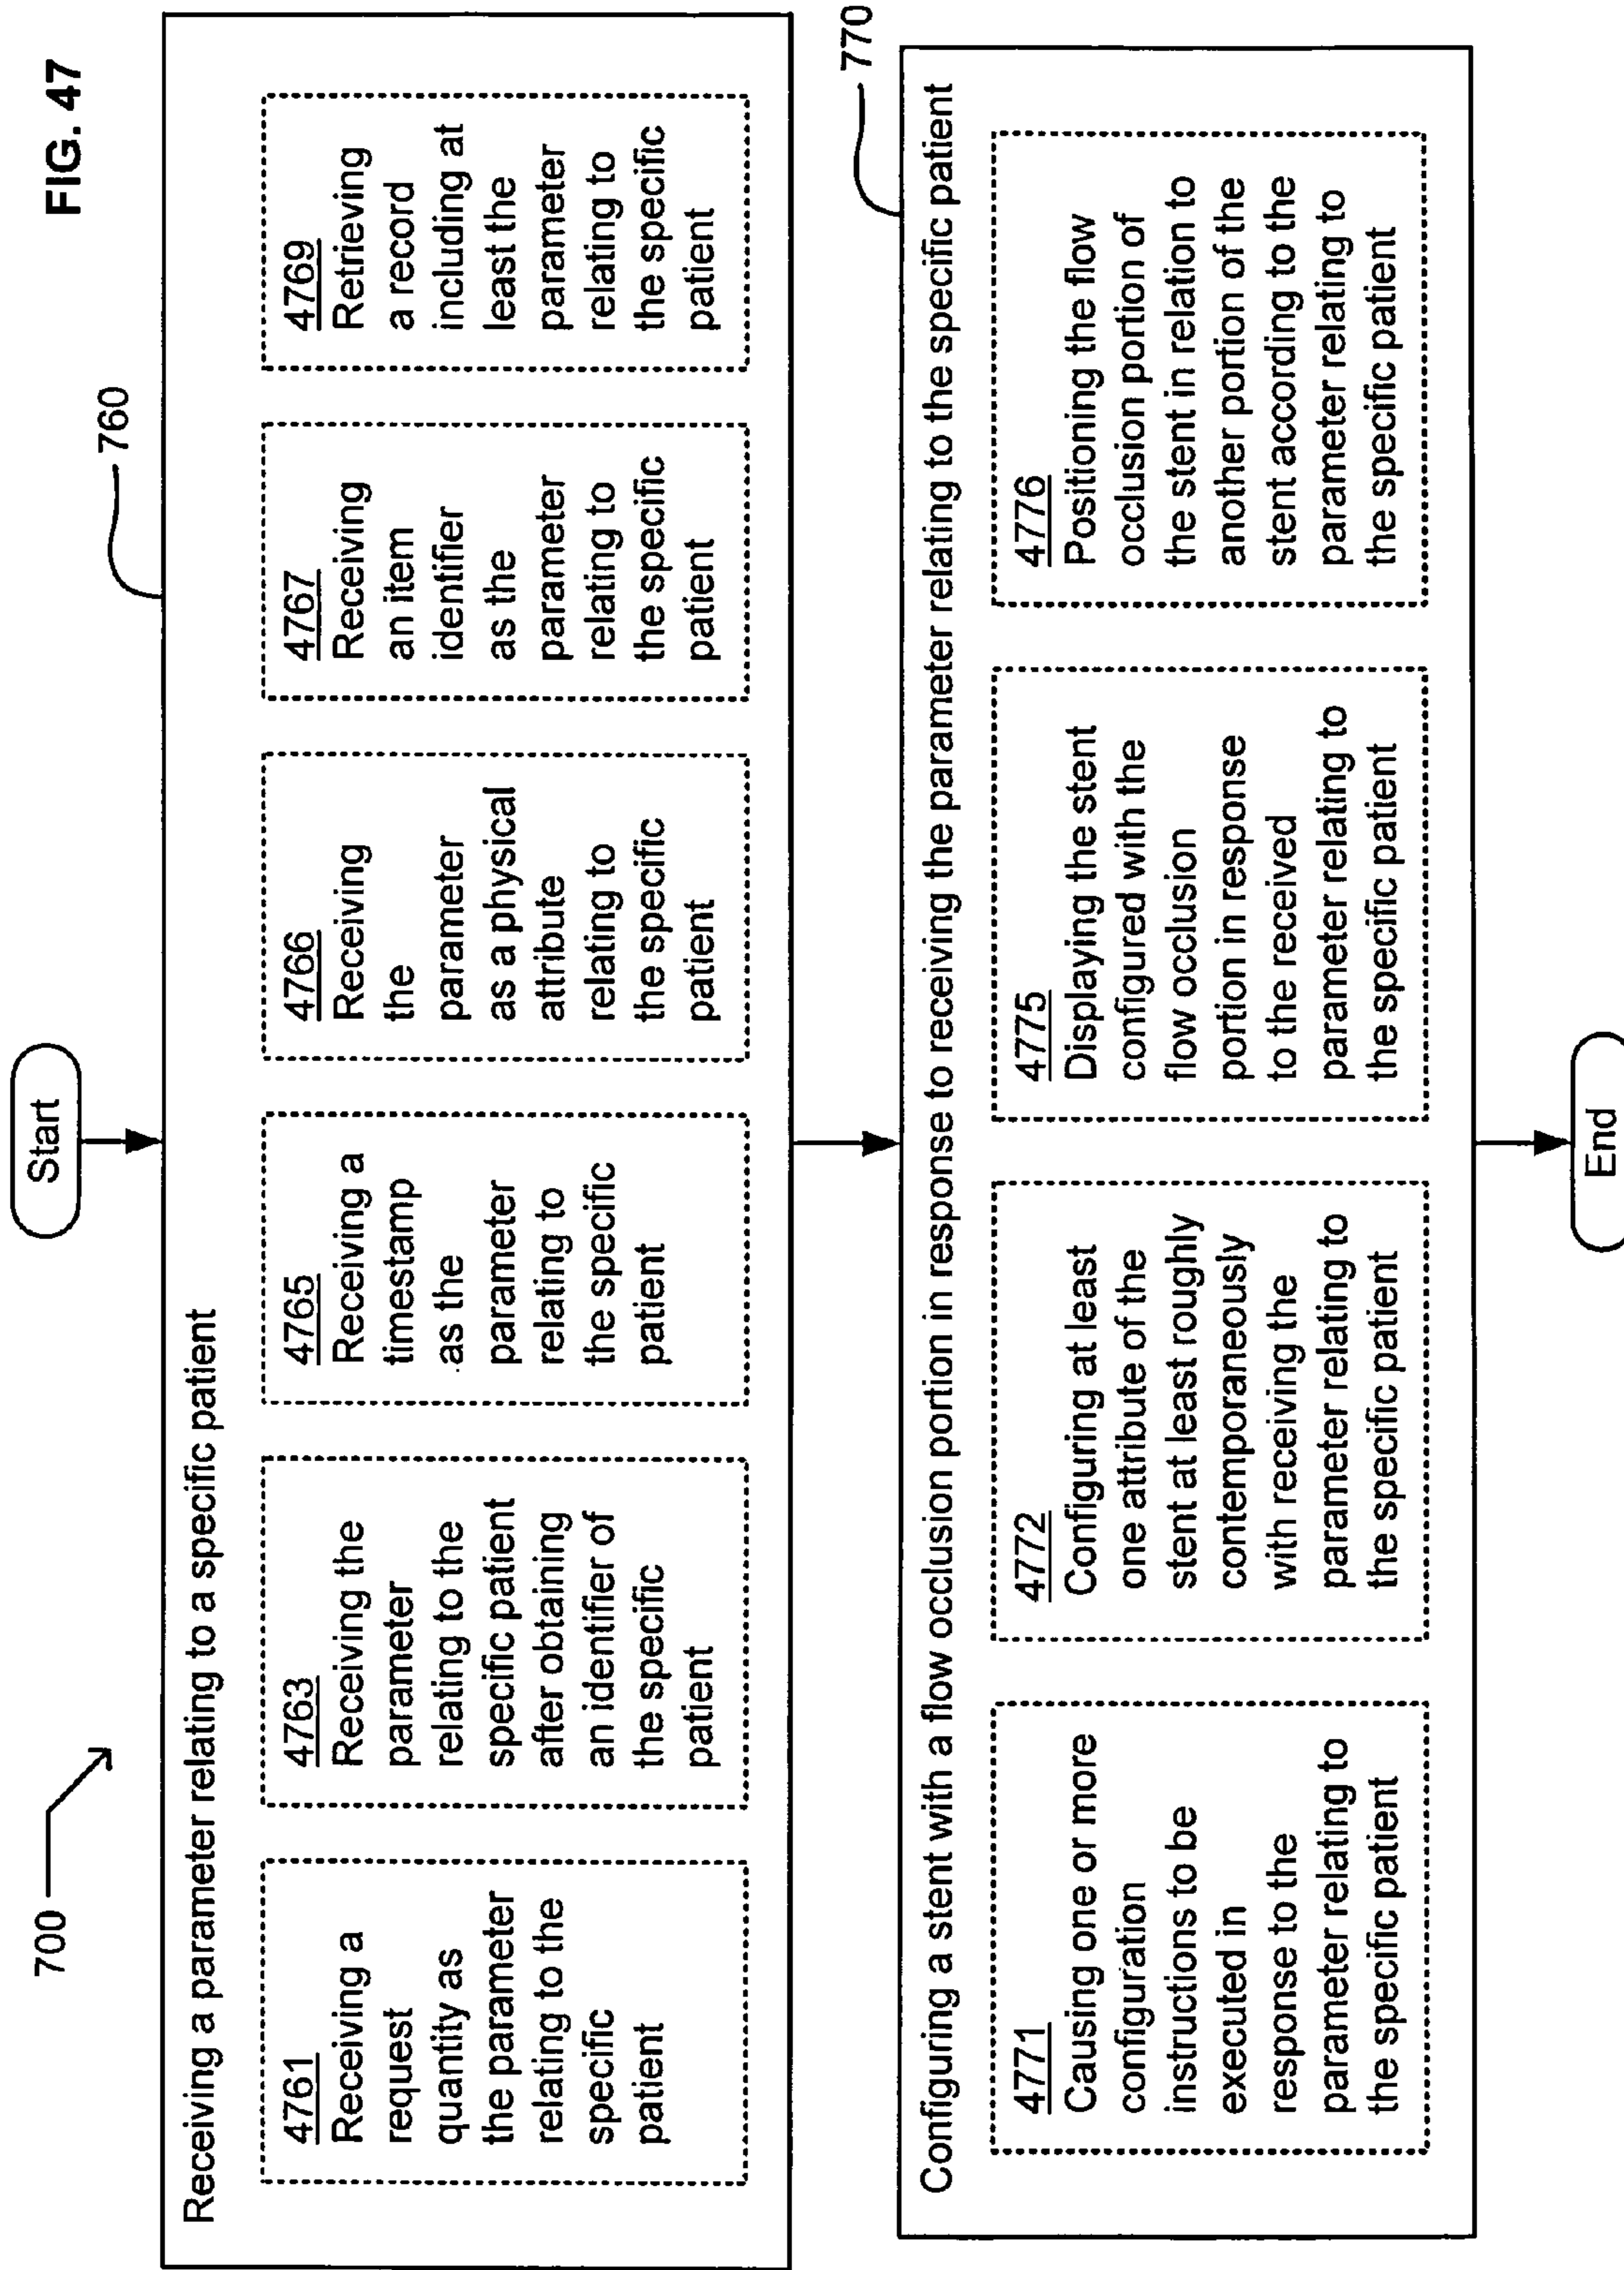 FIG. 47
700
Start
760
Receiving a parameter relating to a specific patient
4761
Receiving a
request
quantity as
the parameter
relating to the
specific
patient
4763
Receiving the
parameter
relating to the
specific patient
after obtaining
an identifier of
the specific
patient
4765
Receiving a
timestamp
as the
parameter
relating to
the specific
patient
4766
Receiving
the
parameter
as a physical
attribute
relating to
the specific
patient
4767
Receiving
an item
identifier
as the
parameter
relating to
the specific
patient
4769
Retrieving
a record
including at
least the
parameter
relating to
the specific
patient
770
Configuring a stent with a flow occlusion portion in response to receiving the parameter relating to the specific patient
4771
Causing one or more
configuration
instructions to be
executed in
response to the
parameter relating to
the specific patient
4772
Configuring at least
one attribute of the
stent at least roughly
contemporaneously
with receiving the
parameter relating to
the specific patient
4775
Displaying the stent
configured with the
flow occlusion
portion in response
to the received
parameter relating to
the specific patient
4776
Positioning the flow
occlusion portion of
the stent in relation to
another portion of the
stent according to the
parameter relating to
the specific patient
End